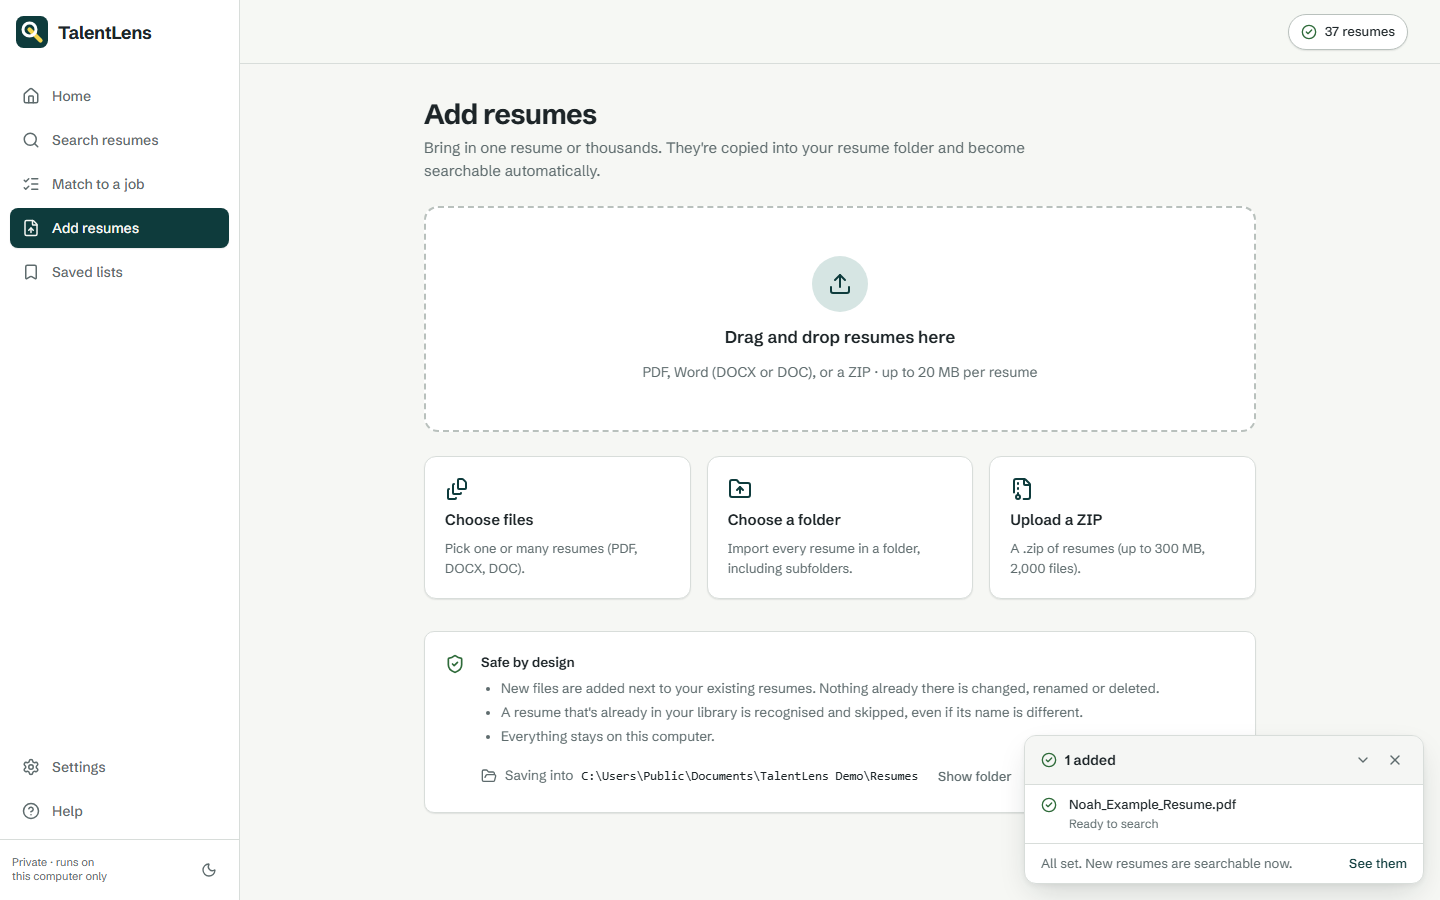 TalentLens
37 resumes
Home
Search resumes
Match to a job
Add resumes
Saved lists
Settings
Help
Private · runs on
this computer only
Add resumes
Bring in one resume or thousands. They're copied into your resume folder and become
searchable automatically.
Drag and drop resumes here
PDF, Word (DOCX or DOC), or a ZIP · up to 20 MB per resume
Choose files
Pick one or many resumes (PDF,
DOCX, DOC).
Choose a folder
Import every resume in a folder,
including subfolders.
Upload a ZIP
A .zip of resumes (up to 300 MB,
2,000 files).
Safe by design
• New files are added next to your existing resumes. Nothing already there is changed, renamed or deleted.
• A resume that's already in your library is recognised and skipped, even if its name is different.
• Everything stays on this computer.
Saving into C:\Users\Public\Documents\TalentLens Demo\Resumes Show folder
1 added
Noah_Example_Resume.pdf
Ready to search
All set. New resumes are searchable now. See them